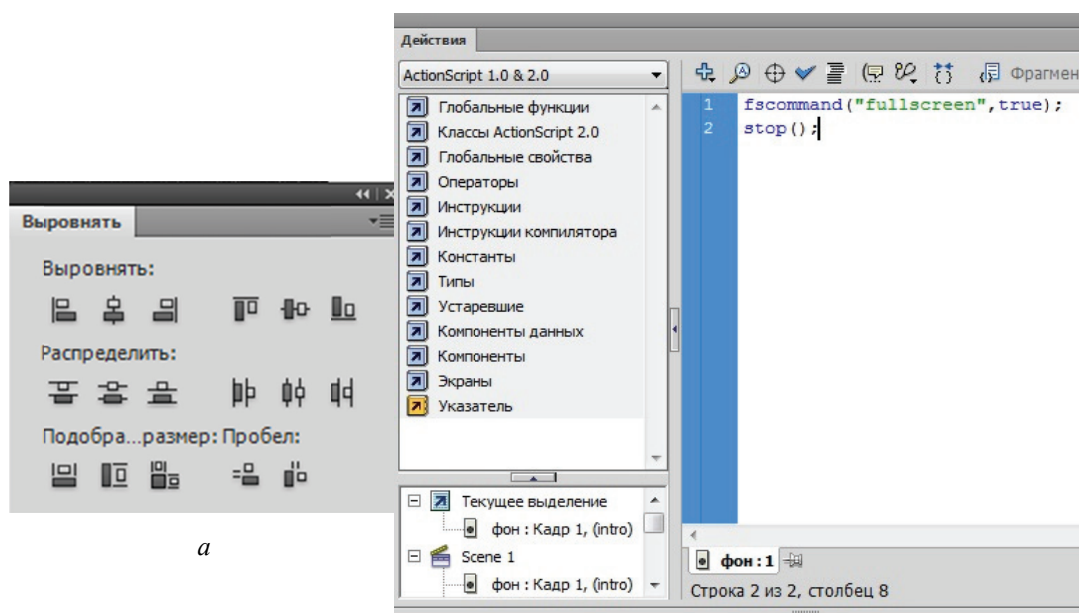 Выровнять
Выровнять:
Распределить:
Подобра...размер: Пробел:
а
Действия
ActionScript 1.0 & 2.0
Глобальные функции
Классы ActionScript 2.0
Глобальные свойства
Операторы
Инструкции
Инструкции компилятора
Константы
Типы
Устаревшие
Компоненты данных
Компоненты
Экраны
Указатель
Текущее выделение
фон : Кадр 1, (intro)
Scene 1
фон : Кадр 1, (intro)
Фрагмен
1 fscommand("fullscreen",true);
2 stop();
фон : 1
Строка 2 из 2, столбец 8